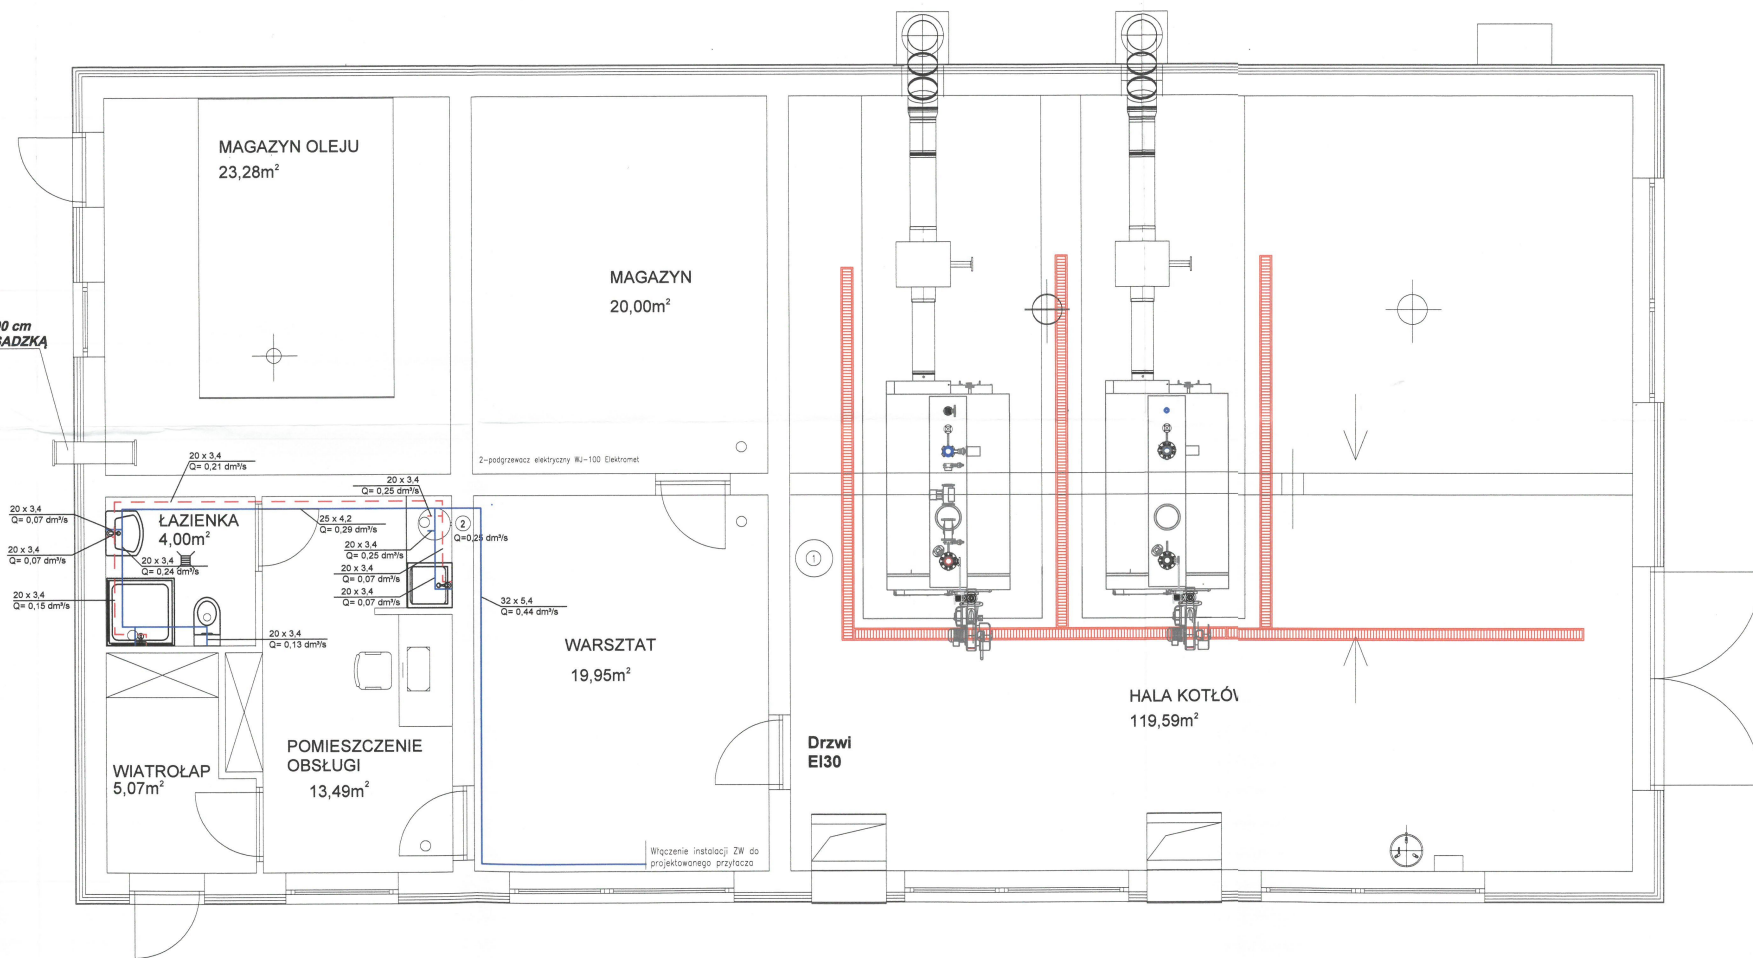 MAGAZYN OLEJU
23,28m²
MAGAZYN
20,00m²
0 cm
SADZKĄ
2-podgrzewacz elektryczny WJ-100 Elektromet
20 x 3,4
Q= 0,21 dm³/s
20 x 3,4
Q= 0,25 dm³/s
20 x 3,4
Q= 0,07 dm³/s
ŁAZIENKA
4,00m²
25 x 4,2
Q= 0,29 dm³/s
2
Q=0,25 dm³/s
20 x 3,4
Q= 0,07 dm³/s
20 x 3,4
Q= 0,24 dm³/s
20 x 3,4
Q= 0,25 dm³/s
20 x 3,4
Q= 0,07 dm³/s
20 x 3,4
Q= 0,07 dm³/s
20 x 3,4
Q= 0,15 dm³/s
32 x 5,4
Q= 0,44 dm³/s
20 x 3,4
Q= 0,13 dm³/s
1
WARSZTAT
19,95m²
HALA KOTŁÓW
119,59m²
Drzwi
EI30
POMIESZCZENIE
OBSŁUGI
13,49m²
WIATROŁAP
5,07m²
Włączenie instalacji ZW do
projektowanego przyłącza